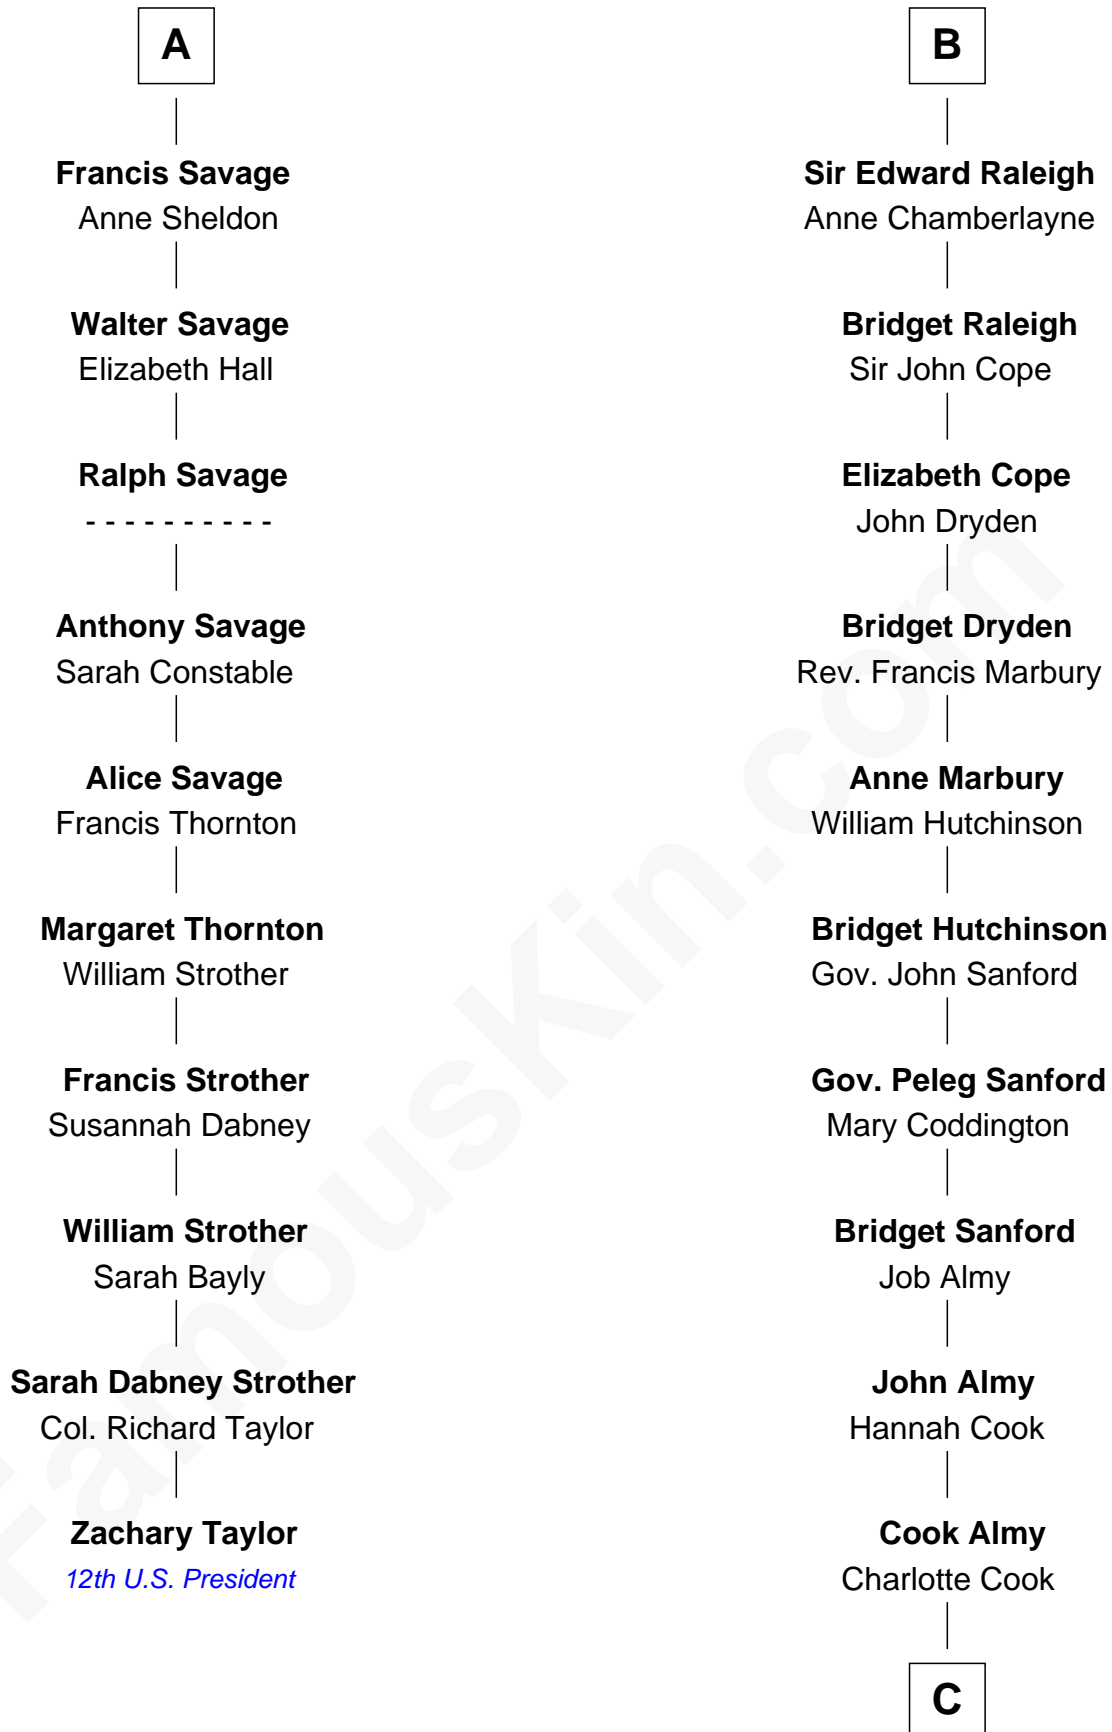 A
Francis Savage
Anne Sheldon
Walter Savage
Elizabeth Hall
Ralph Savage
- - - - - - - - - -
Anthony Savage
Sarah Constable
Alice Savage
Francis Thornton
Margaret Thornton
William Strother
Francis Strother
Susannah Dabney
William Strother
Sarah Bayly
Sarah Dabney Strother
Col. Richard Taylor
Zachary Taylor
12th U.S. President
B
Sir Edward Raleigh
Anne Chamberlayne
Bridget Raleigh
Sir John Cope
Elizabeth Cope
John Dryden
Bridget Dryden
Rev. Francis Marbury
Anne Marbury
William Hutchinson
Bridget Hutchinson
Gov. John Sanford
Gov. Peleg Sanford
Mary Coddington
Bridget Sanford
Job Almy
John Almy
Hannah Cook
Cook Almy
Charlotte Cook
C
FamousKin.com